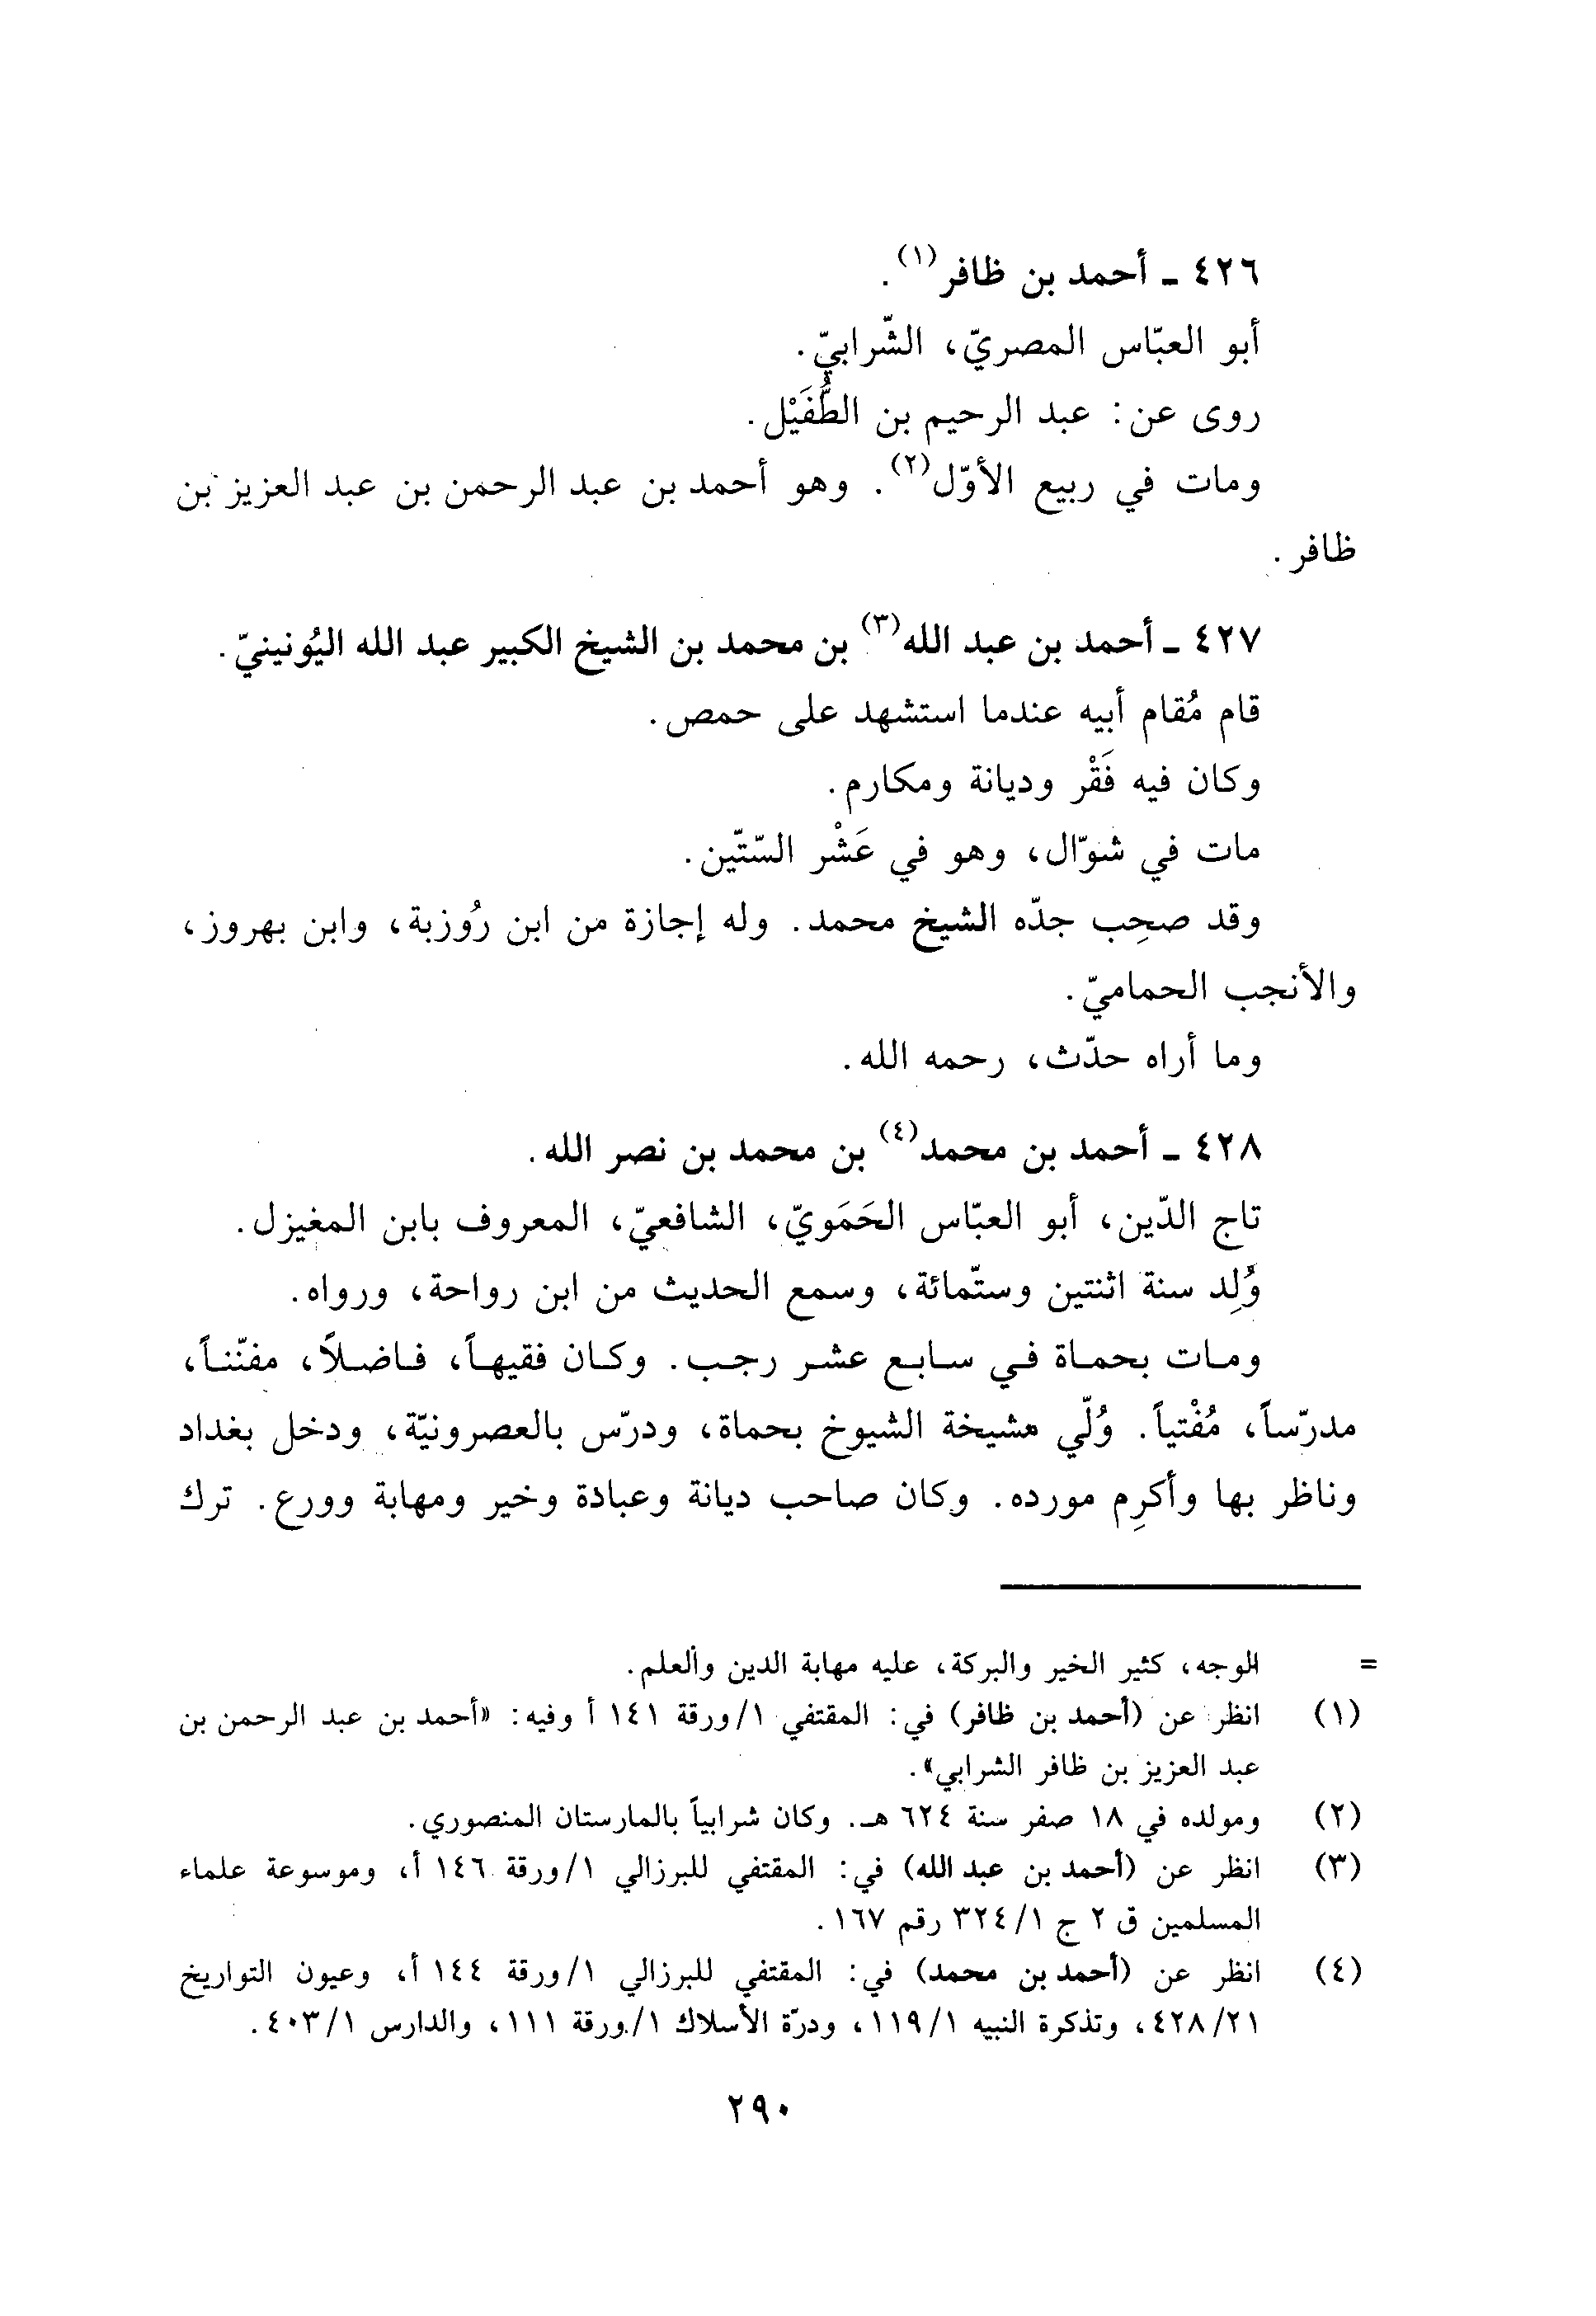 ٤٢٦ - أحمد بن ظافر(١).
أبو العبّاس المصريّ، الشّرابيّ.
روى عن: عبد الرحيم بن الطُّفَيْل.
ومات في ربيع الأوّل(٢). وهو أحمد بن عبد الرحمن بن عبد العزيز بن
ظافر.
٤٢٧ - أحمد بن عبد الله(٣) بن محمد بن الشيخ الكبير عبد الله اليُونينيّ.
قام مُقام أبيه عندما استشهد على حمص.
وكان فيه فَقْر وديانة ومكارم.
مات في شوّال، وهو في عَشْر السّتّين.
وقد صحِب جدّه الشيخ محمد. وله إجازة من ابن رُوزبة، وابن بهروز،
والأنجب الحماميّ.
وما أراه حدّث، رحمه الله.
٤٢٨ - أحمد بن محمد(٤) بن محمد بن نصر الله.
تاج الدّين، أبو العبّاس الحَمَويّ، الشافعيّ، المعروف بابن المغيزل.
وُلِد سنة اثنتين وستّمائة، وسمع الحديث من ابن رواحة، ورواه.
ومات بحماة في سابع عشر رجب. وكان فقيهاً، فاضلاً، مفنّناً،
مدرّساً، مُفْتياً. وُلّي مشيخة الشيوخ بحماة، ودرّس بالعصرونيّة، ودخل بغداد
وناظر بها وأكرِم مورده. وكان صاحب ديانة وعبادة وخير ومهابة وورع. ترك
= الوجه، كثير الخير والبركة، عليه مهابة الدين والعلم.
(١) انظر عن (أحمد بن ظافر) في: المقتفي ١/ورقة ١٤١ أ وفيه: «أحمد بن عبد الرحمن بن
عبد العزيز بن ظافر الشرابي».
(٢) ومولده في ١٨ صفر سنة ٦٢٤ هـ. وكان شرابياً بالمارستان المنصوري.
(٣) انظر عن (أحمد بن عبد الله) في: المقتفي للبرزالي ١/ورقة ١٤٦ أ، وموسوعة علماء
المسلمين ق ٢ ج ١/٣٢٤ رقم ١٦٧.
(٤) انظر عن (أحمد بن محمد) في: المقتفي للبرزالي ١/ورقة ١٤٤ أ، وعيون التواريخ
٤٢٨/٢١، وتذكرة النبيه ١١٩/١، ودرّة الأسلاك ١/ورقة ١١١، والدارس ٤٠٣/١.
٢٩٠